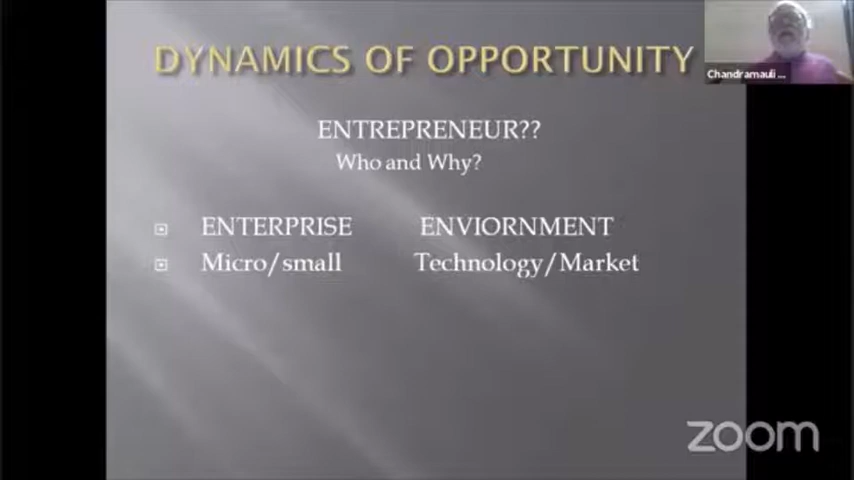 DYNAMICS OF OPPORTUNITY
Chandramauli ...
ENTREPRENEUR??
Who and Why?
ENTERPRISE ENVIORNMENT
Micro/small Technology/Market
zoom